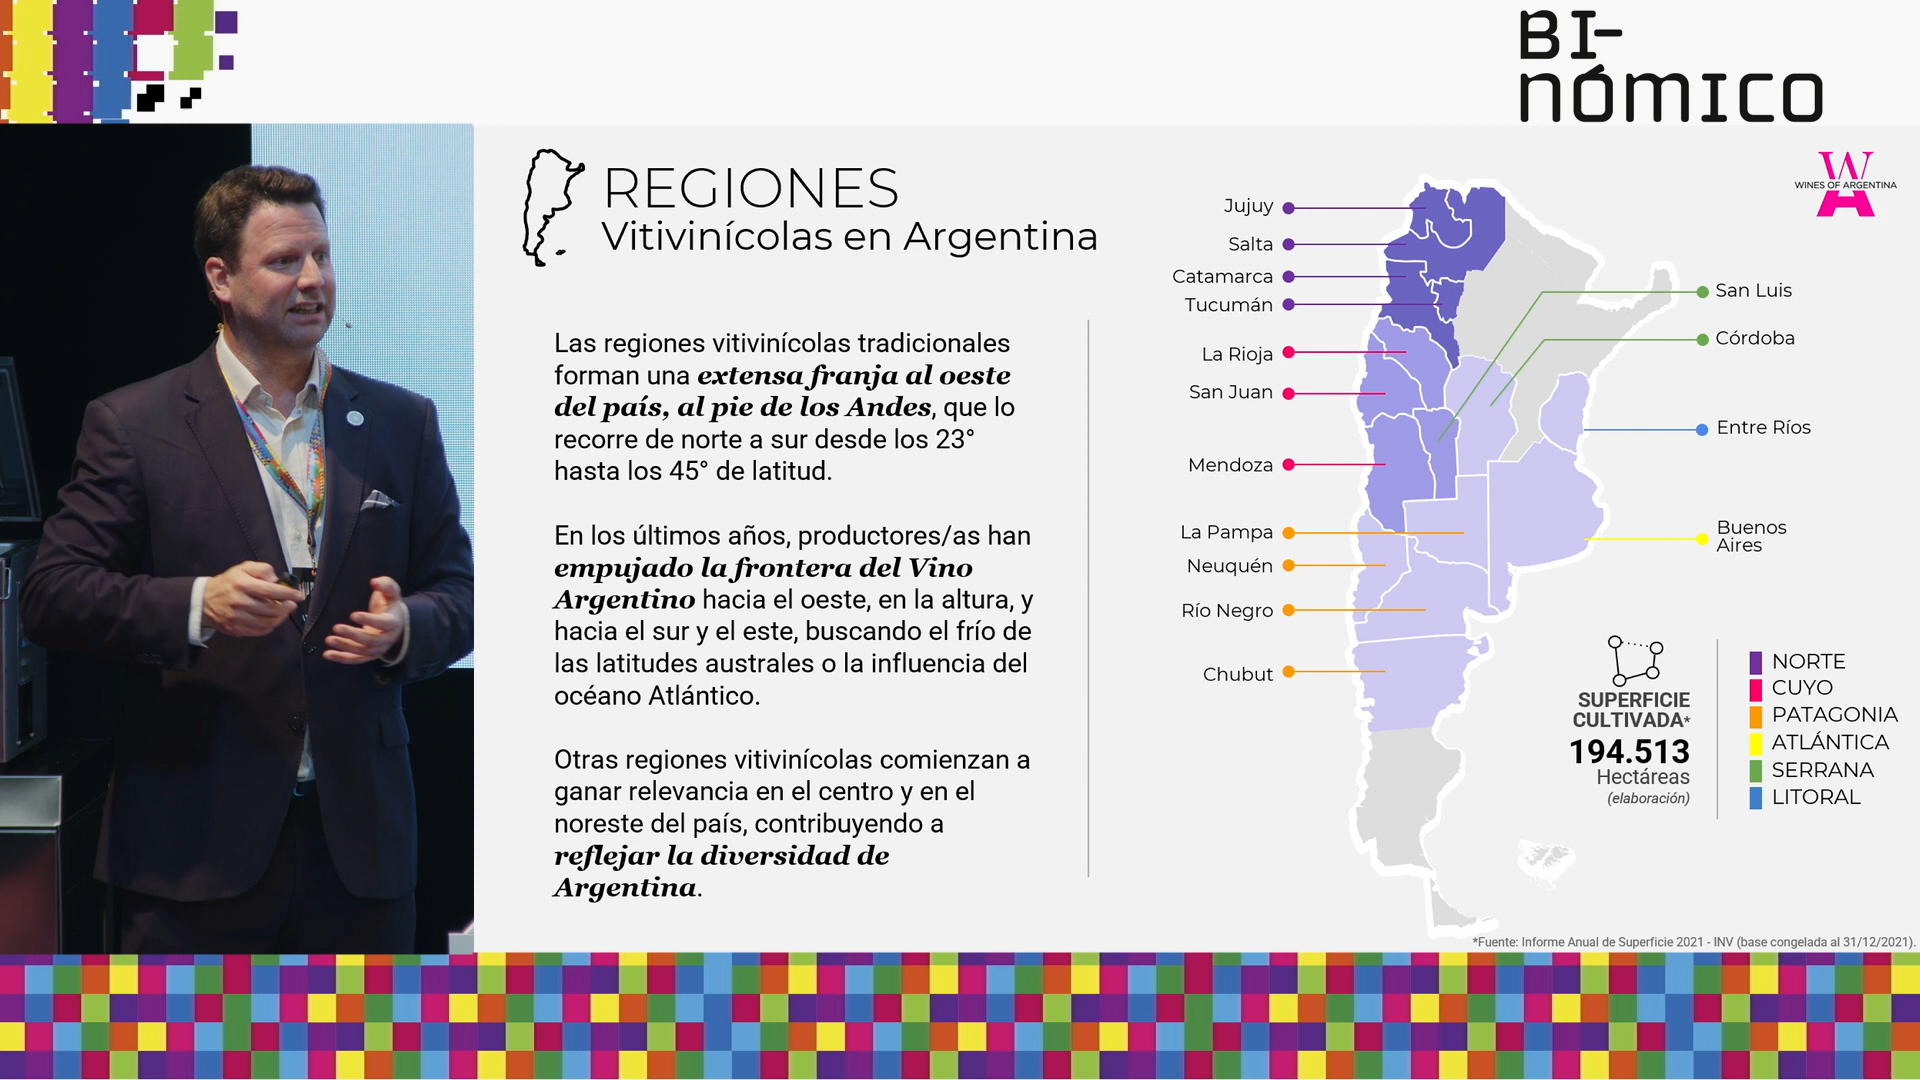 BI-
NÓMICO
WINES OF ARGENTINA
REGIONES
Vitivinícolas en Argentina
Las regiones vitivinícolas tradicionales
forman una extensa franja al oeste
del país, al pie de los Andes, que lo
recorre de norte a sur desde los 23°
hasta los 45° de latitud.
En los últimos años, productores/as han
empujado la frontera del Vino
Argentino hacia el oeste, en la altura, y
hacia el sur y el este, buscando el frío de
las latitudes australes o la influencia del
océano Atlántico.
Otras regiones vitivinícolas comienzan a
ganar relevancia en el centro y en el
noreste del país, contribuyendo a
reflejar la diversidad de
Argentina.
Jujuy
Salta
Catamarca
Tucumán
La Rioja
San Juan
Mendoza
La Pampa
Neuquén
Río Negro
Chubut
San Luis
Córdoba
Entre Ríos
Buenos
Aires
SUPERFICIE
CULTIVADA*
194.513
Hectáreas
(elaboración)
NORTE
CUYO
PATAGONIA
ATLÁNTICA
SERRANA
LITORAL
*Fuente: Informe Anual de Superficie 2021 - INV (base congelada al 31/12/2021).